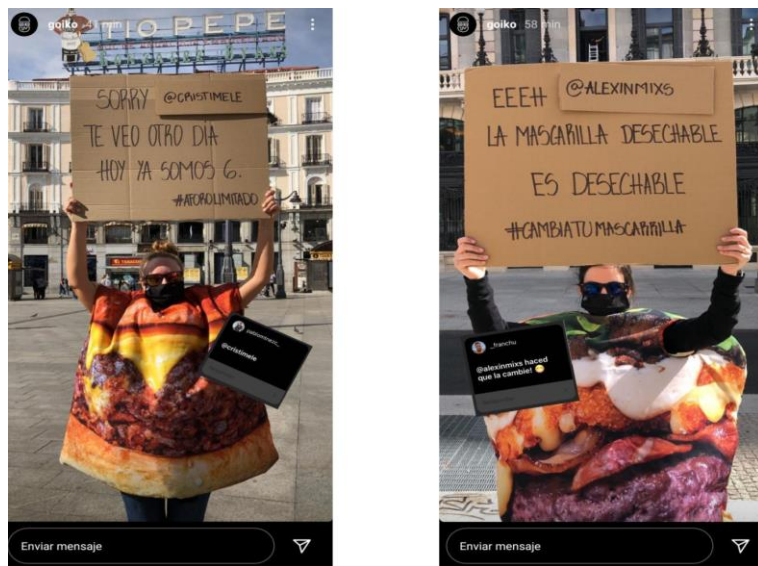 goiko
TIO PEPE
SORRY @CRISTIMELE
TE VEO OTRO DIA
HOY YA SOMOS 6.
#AFOROLIMITADO
@cristimele
Enviar mensaje
goiko 58 min
EEEH @ALEXINMIXS
LA MASCARILLA DESECHABLE
ES DESECHABLE
#CAMBIATUMASCARRILLA
_franchu
@alexinmixs haced
que la cambie!
Enviar mensaje